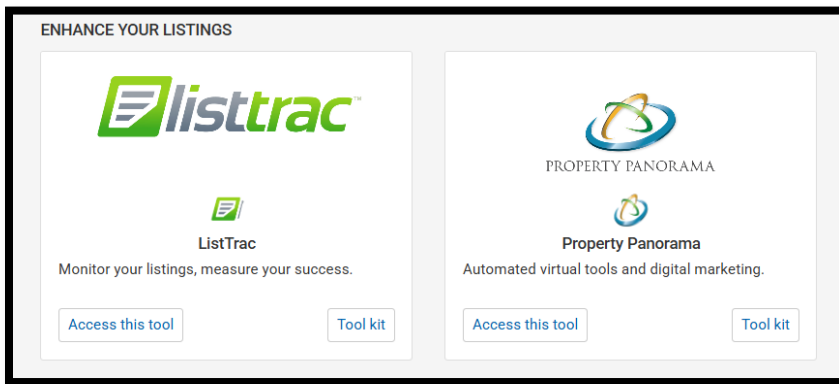 ENHANCE YOUR LISTINGS
listtrac™
PROPERTY PANORAMA
ListTrac
Monitor your listings, measure your success.
Access this tool
Tool kit
Property Panorama
Automated virtual tools and digital marketing.
Access this tool
Tool kit